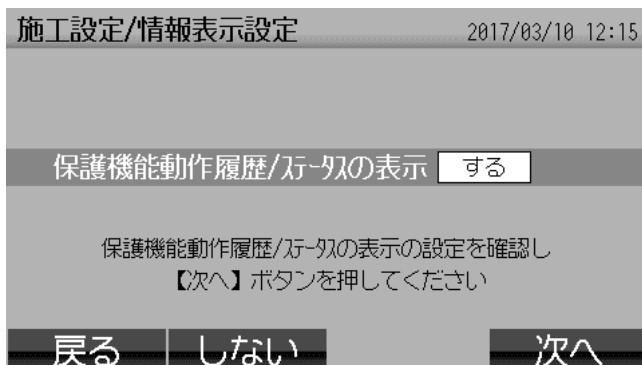 施工設定/情報表示設定 2017/03/10 12:15
保護機能動作履歴/ｽﾃｰﾀｽの表示 する
保護機能動作履歴/ｽﾃｰﾀｽの表示の設定を確認し
【次へ】ボタンを押してください
戻る しない 次へ